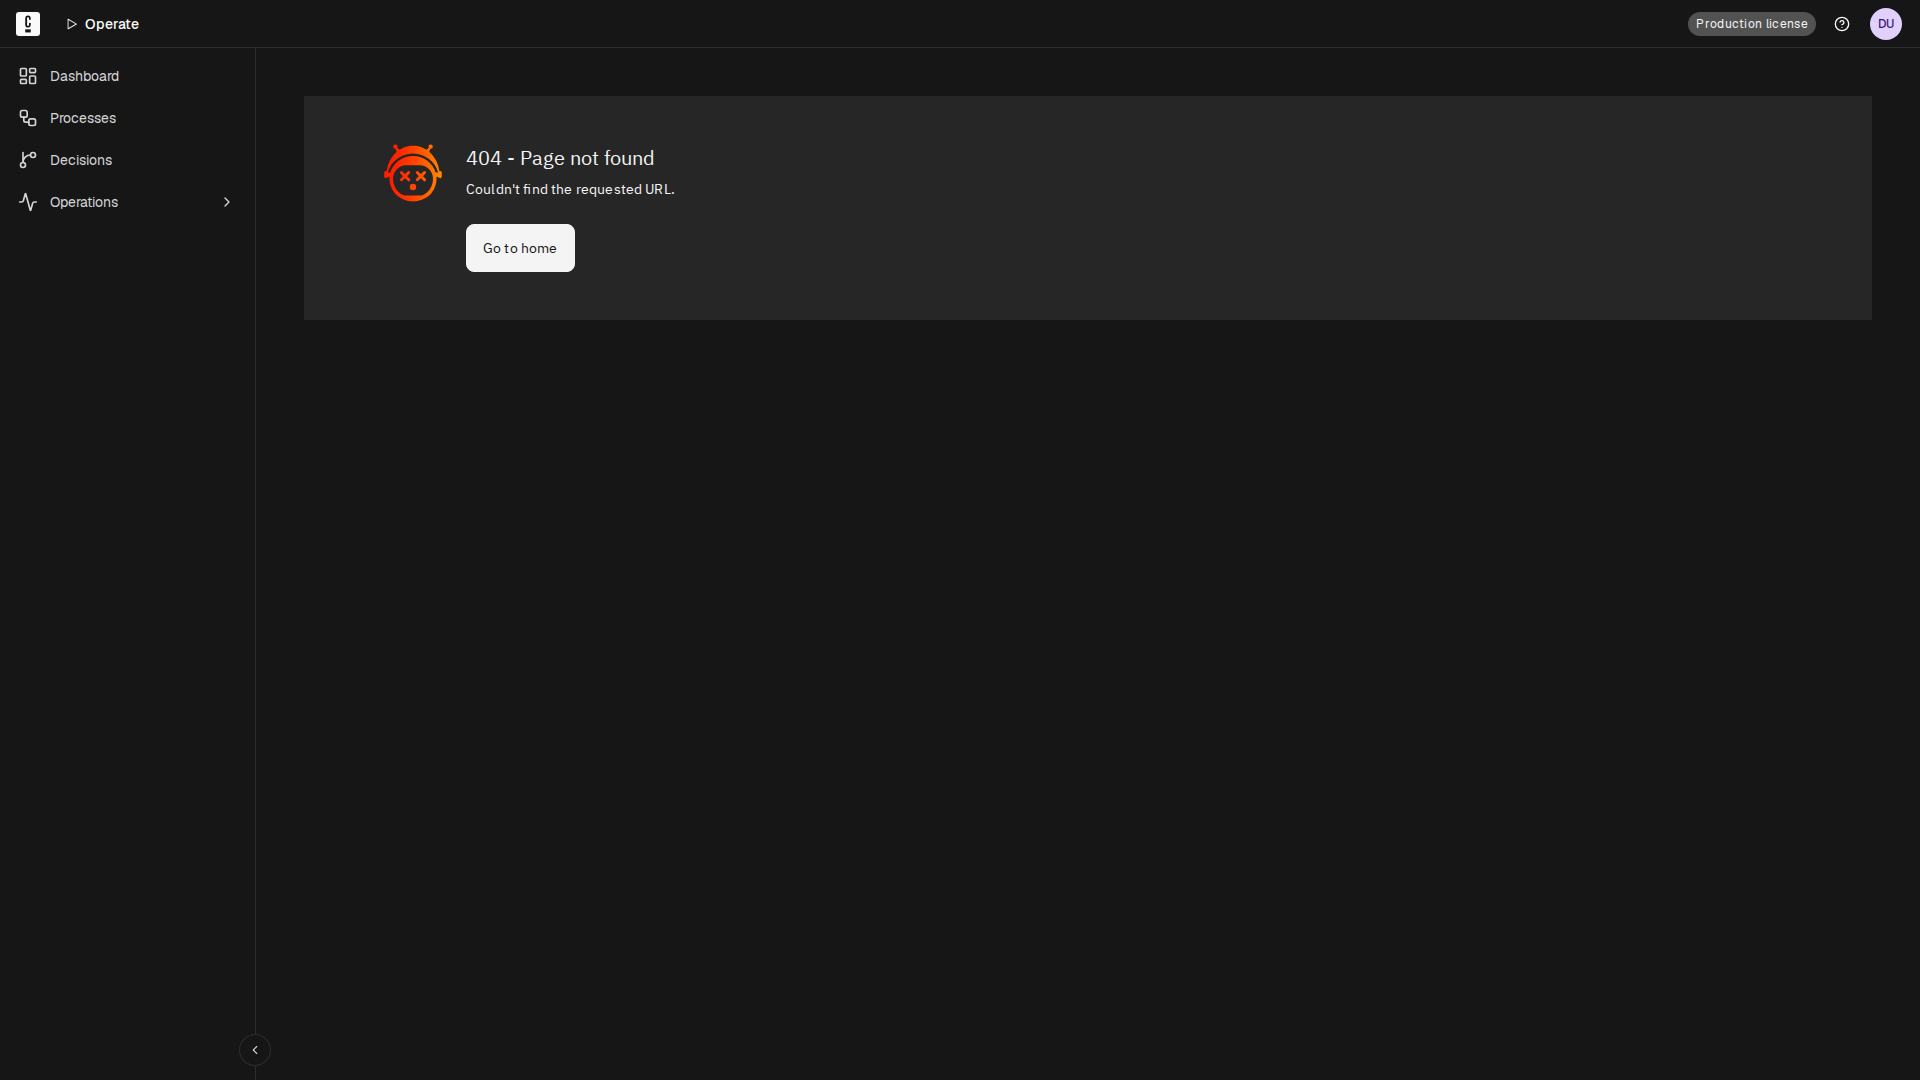 Operate
Production license
DU
Dashboard
Processes
Decisions
Operations
404 - Page not found
Couldn't find the requested URL.
Go to home